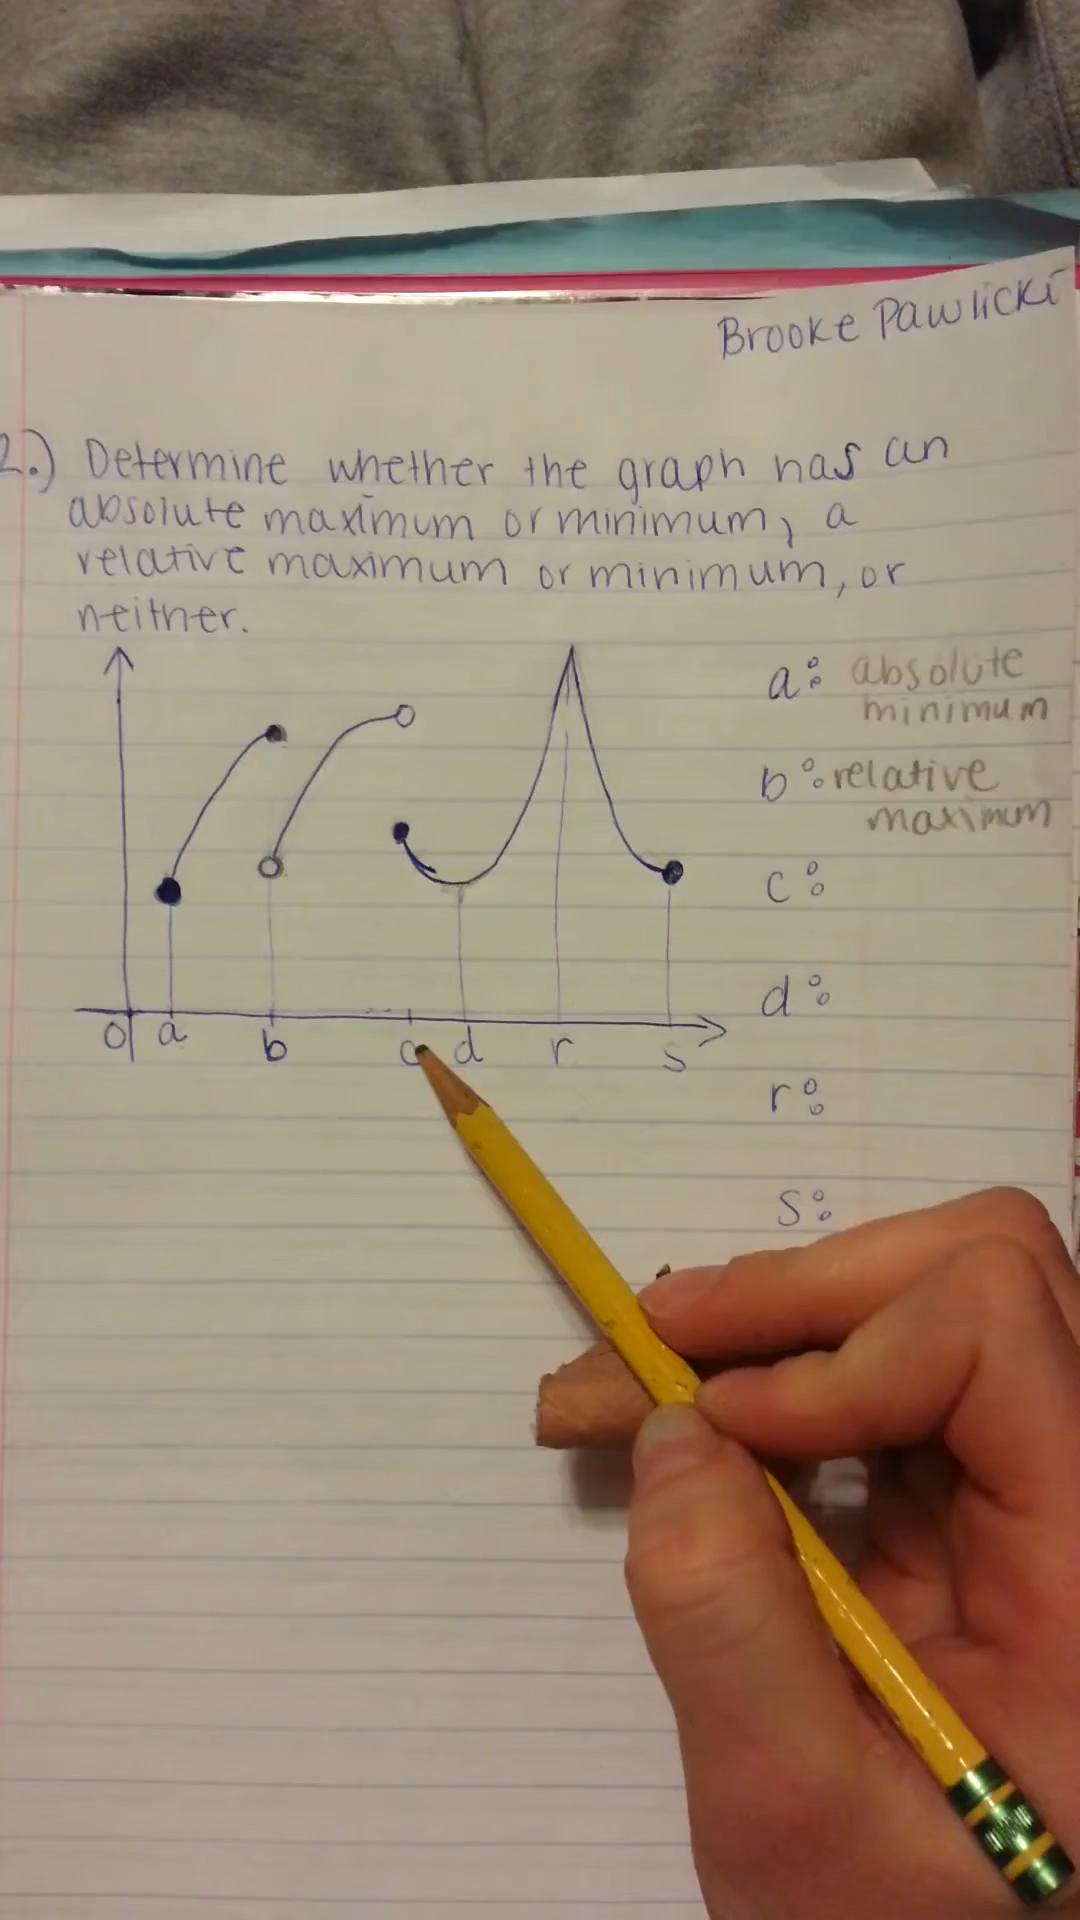 Brooke Pawlicki
2.) Determine whether the graph has an
absolute maximum or minimum, a
relative maximum or minimum, or
neither.
a: absolute
minimum
b: relative
maximum
c:
d:
r:
s:
0 a b c d r s